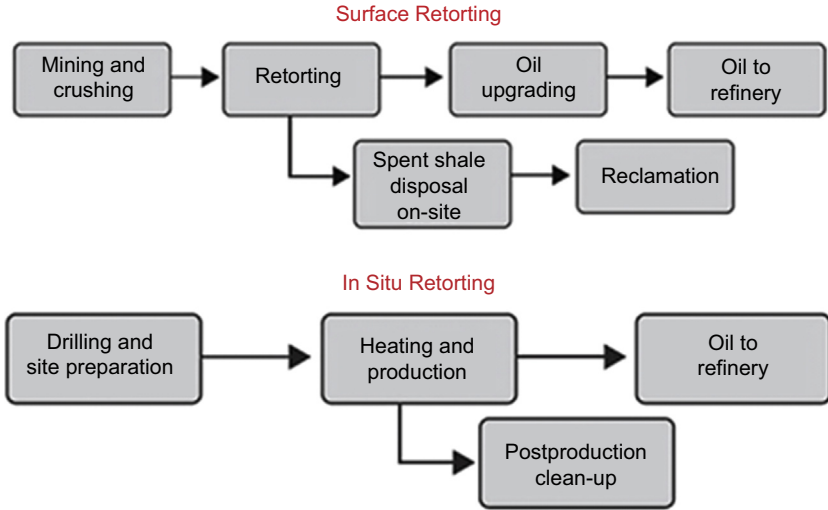 Surface Retorting
Mining and
crushing
Retorting
Oil
upgrading
Oil to
refinery
Spent shale
disposal
on-site
Reclamation
In Situ Retorting
Drilling and
site preparation
Heating and
production
Oil to
refinery
Postproduction
clean-up